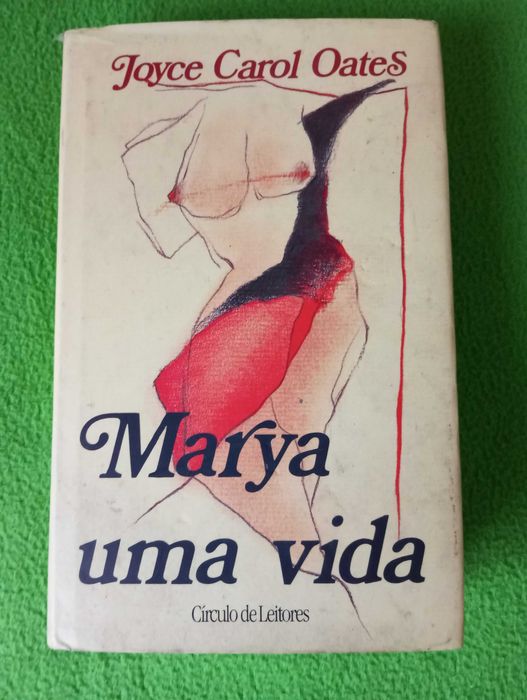 Joyce Carol Oates
Marya
uma vida
Círculo de Leitores